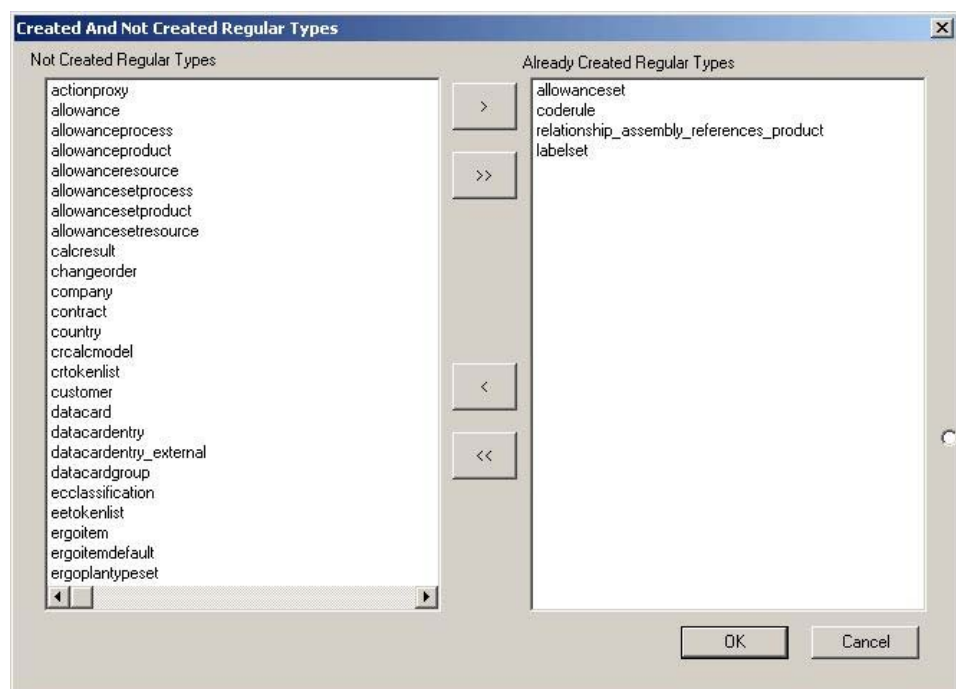 Created And Not Created Regular Types
Not Created Regular Types
actionproxy
allowance
allowanceprocess
allowanceproduct
allowanceresource
allowancesetprocess
allowancesetproduct
allowancesetresource
calcresult
changeorder
company
contract
country
crcalcmodel
crtokenlist
customer
datacard
datacardentry
datacardentry_external
datacardgroup
ecclassification
eetokenlist
ergoitem
ergoitemdefault
ergoplantypeset
>
>>
<
<<
Already Created Regular Types
allowanceset
coderule
relationship_assembly_references_product
labelset
OK
Cancel